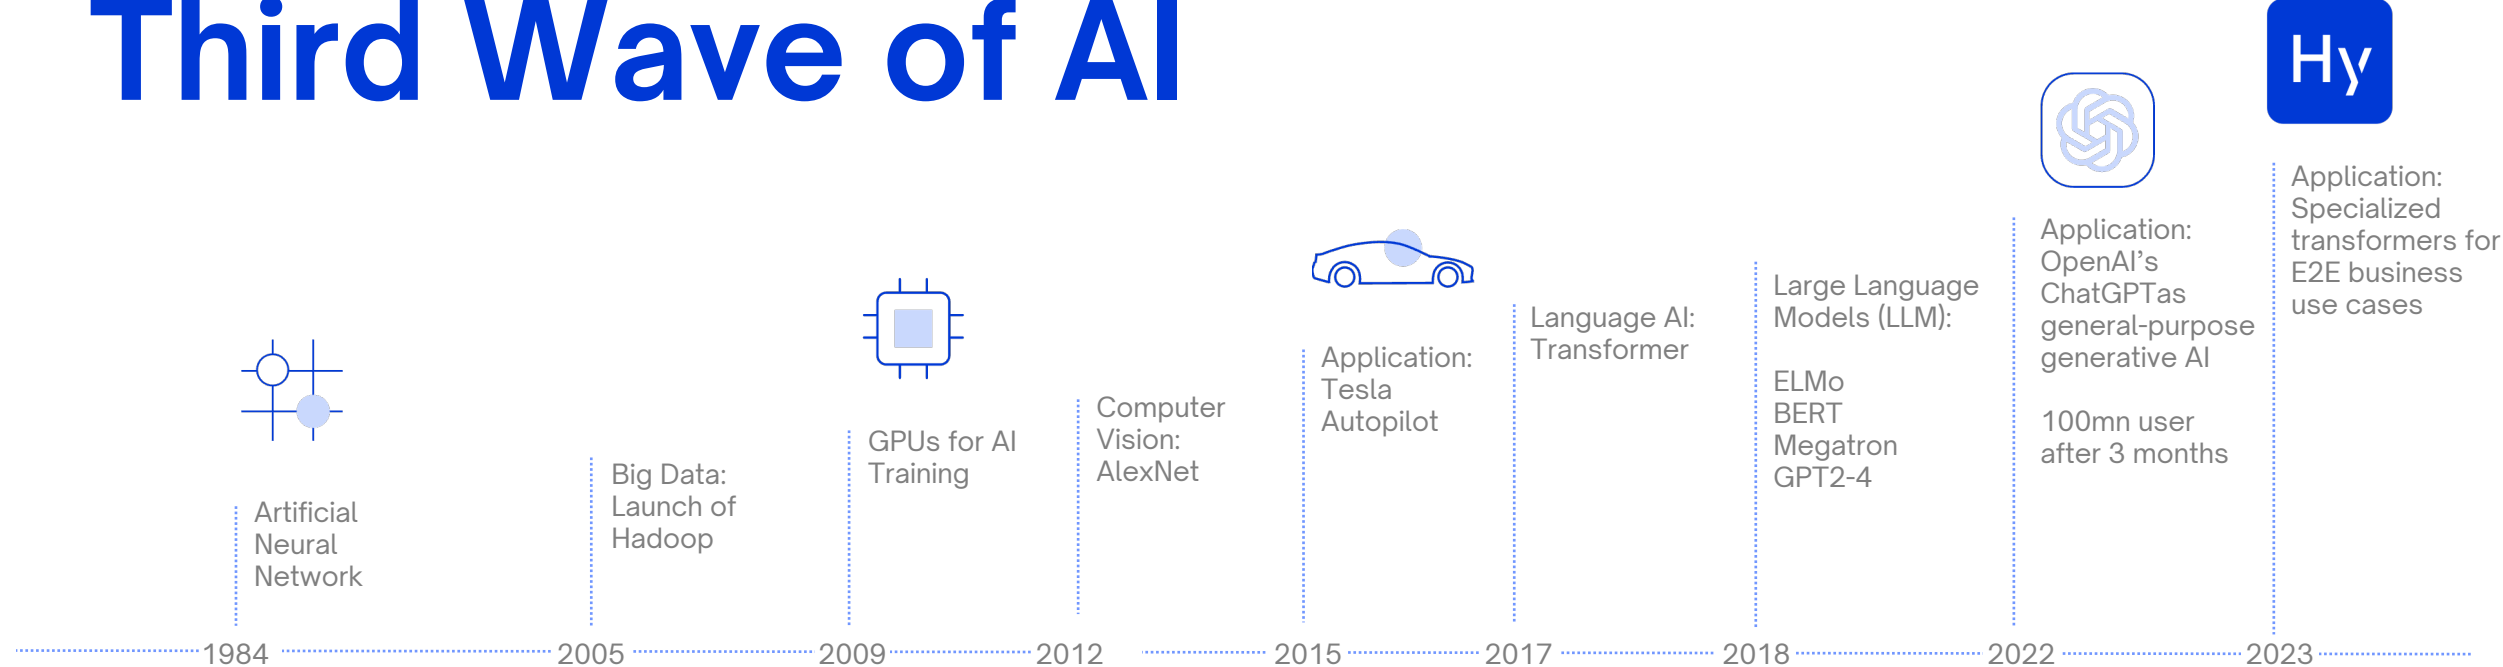 Third Wave of AI
Hy
Application:
Specialized
transformers for
E2E business
use cases
Application:
OpenAI’s
ChatGPTas
general-purpose
generative AI
100mn user
after 3 months
Large Language
Models (LLM):
ELMo
BERT
Megatron
GPT2-4
Language AI:
Transformer
Application:
Tesla
Autopilot
Computer
Vision:
AlexNet
GPUs for AI
Training
Big Data:
Launch of
Hadoop
Artificial
Neural
Network
1984 2005 2009 2012 2015 2017 2018 2022 2023